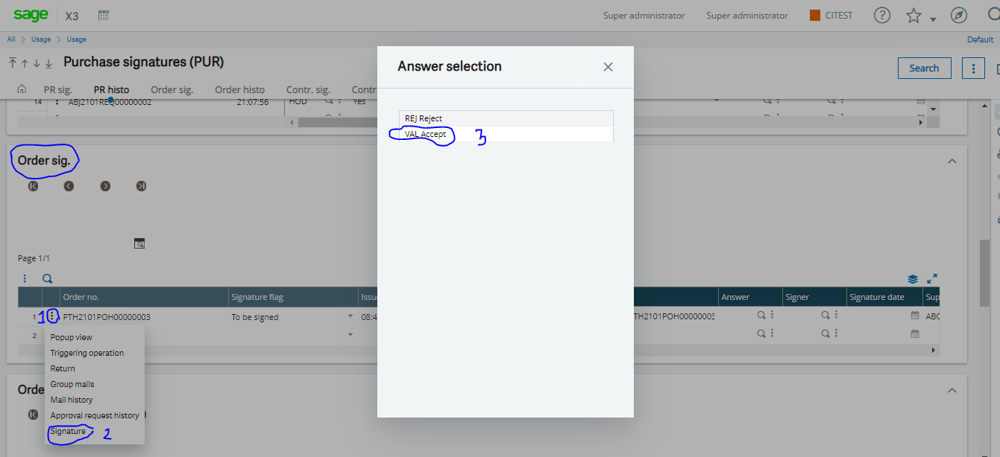 sage X3 Super administrator Super administrator CITEST ?
All Usage Usage Default
Purchase signatures (PUR) Search
PR sig. PR histo Order sig. Order histo Contr. sig. Contr
14 ABJ2101REQ00000002 21:07:56 HOD Yes
Answer selection
REJ Reject
VAL Accept 3
Order sig.
Page 1/1
Order no. Signature flag Issu Answer Signer Signature date Sup
1 1 PTH2101POH00000003 To be signed 08:4 TH2101POH00000003 ABC
2
Popup view
Triggering operation
Return
Group mails
Mail history
Approval request history
Signature 2
Orde